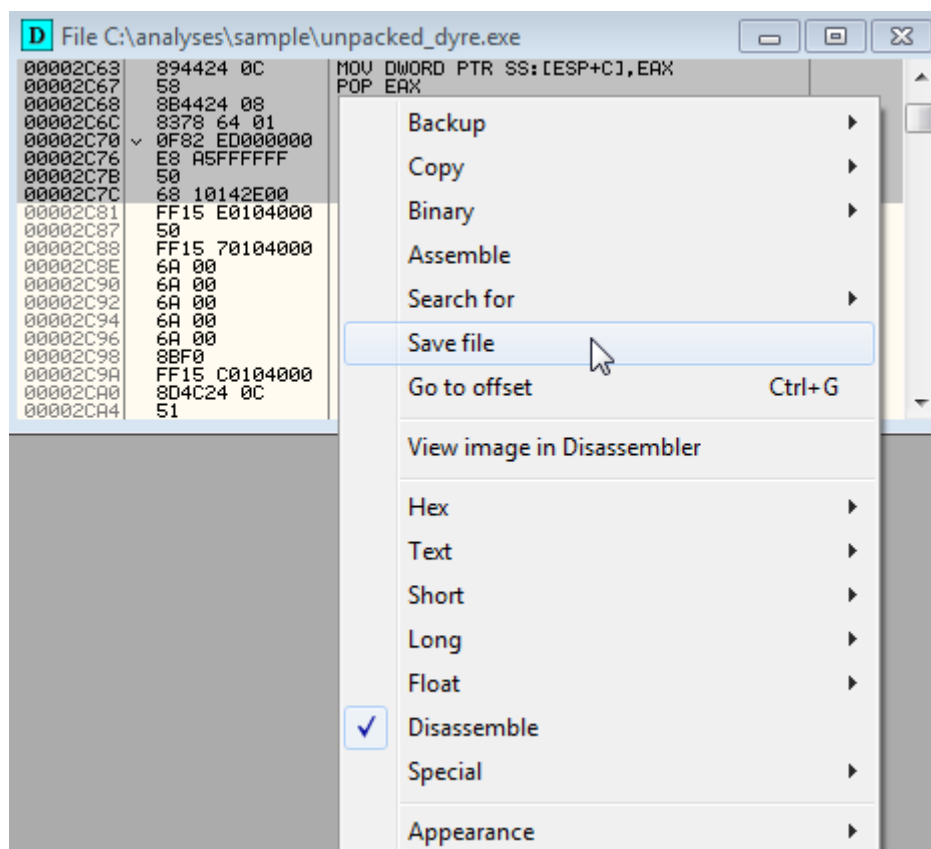 D File C:\analyses\sample\unpacked_dyre.exe
00002C63 894424 0C MOV DWORD PTR SS:[ESP+C],EAX
00002C67 58 POP EAX
00002C68 8B4424 08
00002C6C 8378 64 01
00002C70 0F82 ED000000
00002C76 E8 A5FFFFFF
00002C7B 50
00002C7C 68 10142E00
00002C81 FF15 E0104000
00002C87 50
00002C88 FF15 70104000
00002C8E 6A 00
00002C90 6A 00
00002C92 6A 00
00002C94 6A 00
00002C96 6A 00
00002C98 8BF0
00002C9A FF15 C0104000
00002CA0 8D4C24 0C
00002CA4 51
Backup
Copy
Binary
Assemble
Search for
Save file
Go to offset Ctrl+G
View image in Disassembler
Hex
Text
Short
Long
Float
Disassemble
Special
Appearance